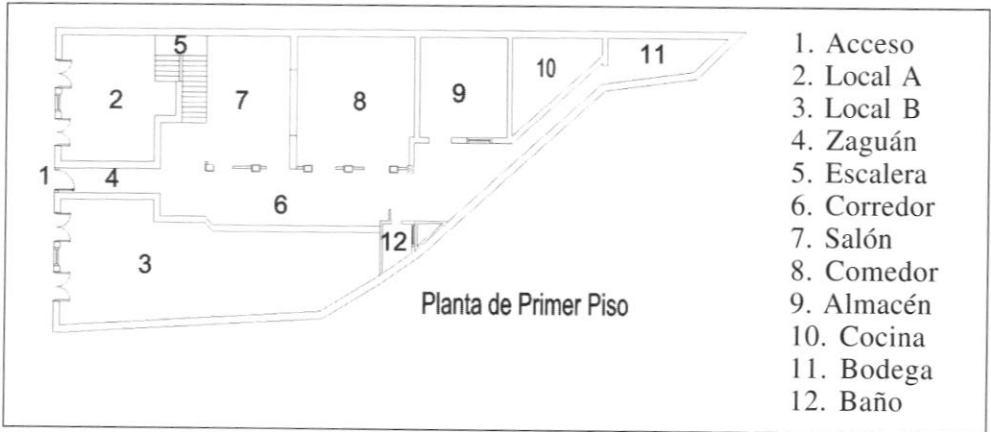 5
2
7
8
9
10
11
1
4
6
3
12
Planta de Primer Piso
1. Acceso
2. Local A
3. Local B
4. Zaguán
5. Escalera
6. Corredor
7. Salón
8. Comedor
9. Almacén
10. Cocina
11. Bodega
12. Baño